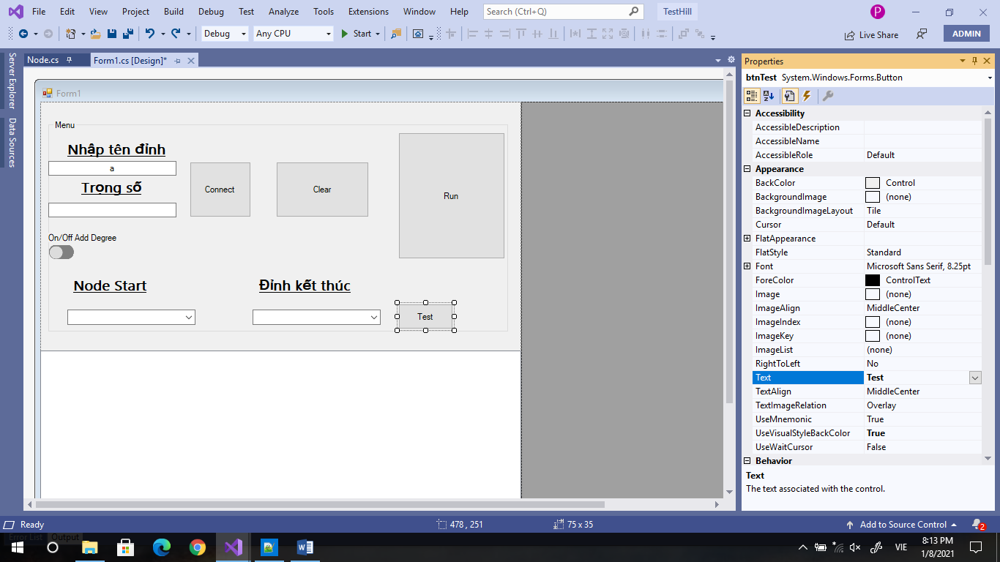 File Edit View Project Build Debug Test Analyze Tools Extensions Window Help Search (Ctrl+Q) TestHill P
Debug Any CPU Start Live Share ADMIN
Server Explorer
Data Sources
Node.cs Form1.cs [Design]*
Form1
Menu
Nhập tên đỉnh
a
Trọng số
Connect
Clear
Run
On/Off Add Degree
Node Start
Đỉnh kết thúc
Test
Properties
btnTest System.Windows.Forms.Button
Accessibility
AccessibleDescription
AccessibleName
AccessibleRole Default
Appearance
BackColor Control
BackgroundImage (none)
BackgroundImageLayout Tile
Cursor Default
FlatAppearance
FlatStyle Standard
Font Microsoft Sans Serif, 8.25pt
ForeColor ControlText
Image (none)
ImageAlign MiddleCenter
ImageIndex (none)
ImageKey (none)
ImageList (none)
RightToLeft No
Text Test
TextAlign MiddleCenter
TextImageRelation Overlay
UseMnemonic True
UseVisualStyleBackColor True
UseWaitCursor False
Behavior
Text
The text associated with the control.
Ready 478 , 251 75 x 35 Add to Source Control 2
Error List Output
VIE
8:13 PM
1/8/2021